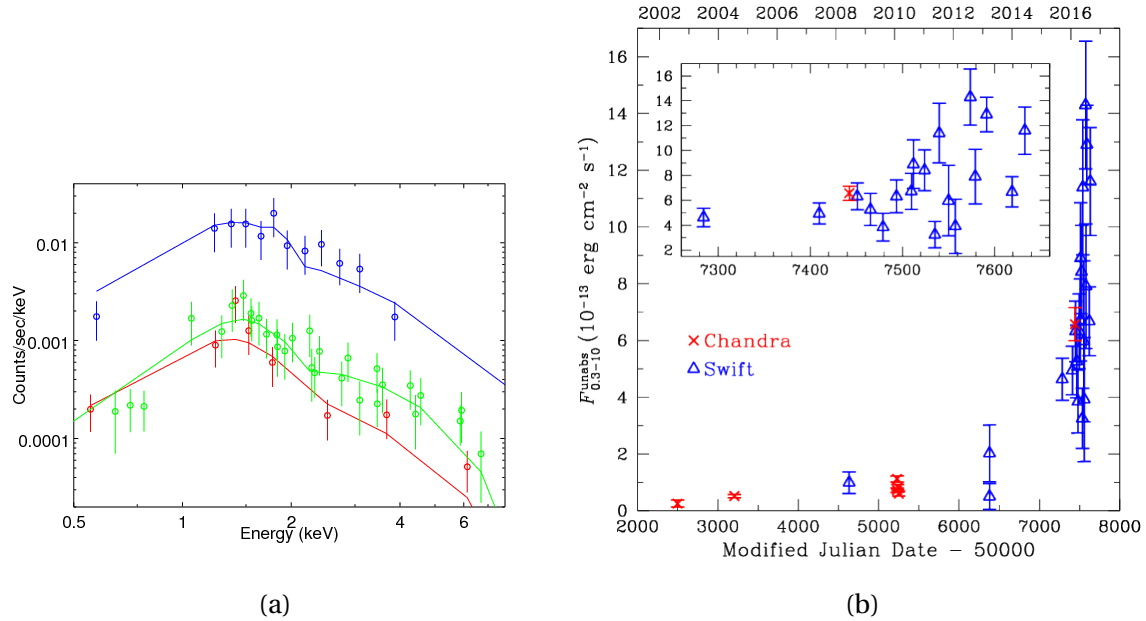 0.01
0.001
0.0001
Counts/sec/keV
0.5 1 2 4 6
Energy (keV)
(a)
2002 2004 2006 2008 2010 2012 2014 2016
16
14
12
10
8
6
4
2
0
F^{unabs}_{0.3-10} (10^{-13} erg cm^{-2} s^{-1})
16
14
12
10
8
6
4
2
7300 7400 7500 7600
Chandra
Swift
2000 3000 4000 5000 6000 7000 8000
Modified Julian Date - 50000
(b)